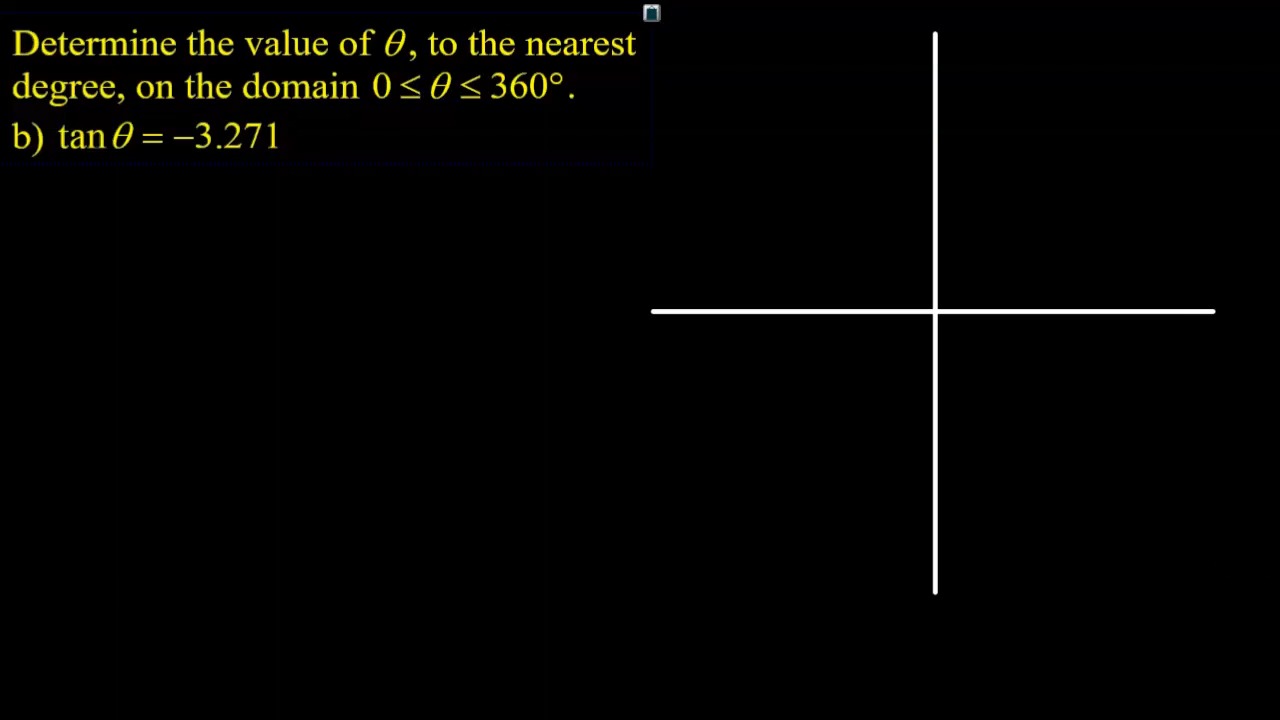 Determine the value of θ, to the nearest
degree, on the domain 0 ≤ θ ≤ 360°.
b) tan θ = −3.271